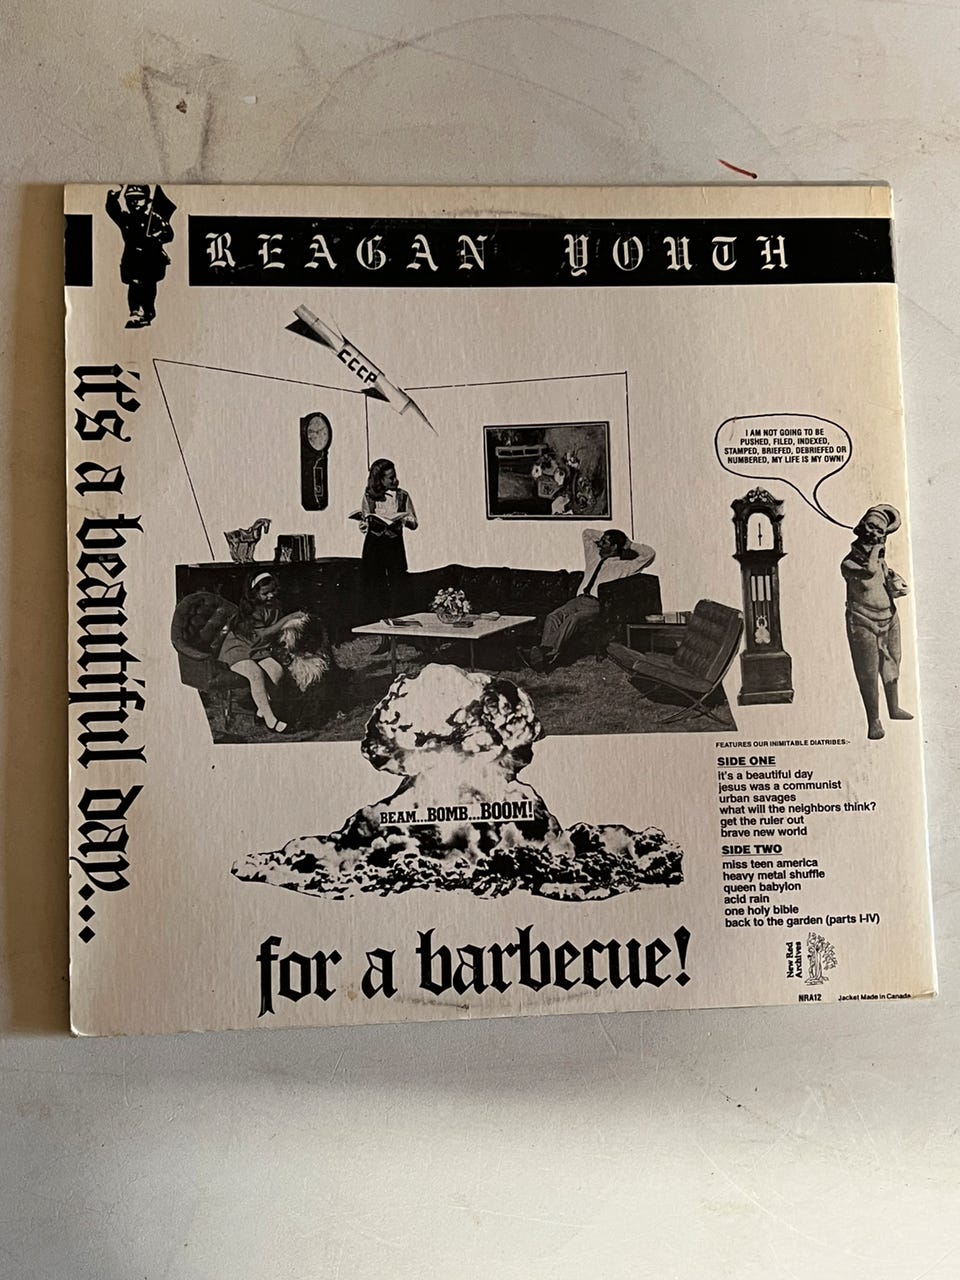 REAGAN YOUTH
it's a beautiful day...
CCCP
I AM NOT GOING TO BE
PUSHED, FILED, INDEXED,
STAMPED, BRIEFED, DEBRIEFED OR
NUMBERED, MY LIFE IS MY OWN!
BEAM...BOMB...BOOM!
for a barbecue!
FEATURES OUR INIMITABLE DIATRIBES:-
SIDE ONE
it's a beautiful day
jesus was a communist
urban savages
what will the neighbors think?
get the ruler out
brave new world
SIDE TWO
miss teen america
heavy metal shuffle
queen babylon
acid rain
one holy bible
back to the garden (parts I-IV)
New Red
Archives
NRA12 Jacket Made in Canada